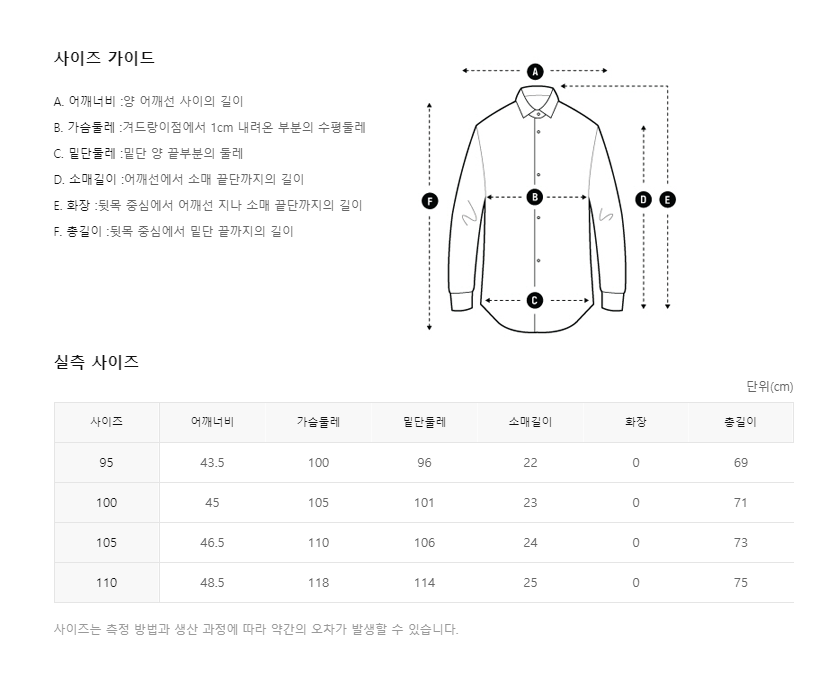 사이즈 가이드
A. 어깨너비 :양 어깨선 사이의 길이
B. 가슴둘레 :겨드랑이점에서 1cm 내려온 부분의 수평둘레
C. 밑단둘레 :밑단 양 끝부분의 둘레
D. 소매길이 :어깨선에서 소매 끝단까지의 길이
E. 화장 :뒷목 중심에서 어깨선 지나 소매 끝단까지의 길이
F. 총길이 :뒷목 중심에서 밑단 끝까지의 길이
A
F
B
D
E
C
실측 사이즈
단위(cm)
사이즈 어깨너비 가슴둘레 밑단둘레 소매길이 화장 총길이
95 43.5 100 96 22 0 69
100 45 105 101 23 0 71
105 46.5 110 106 24 0 73
110 48.5 118 114 25 0 75
사이즈는 측정 방법과 생산 과정에 따라 약간의 오차가 발생할 수 있습니다.